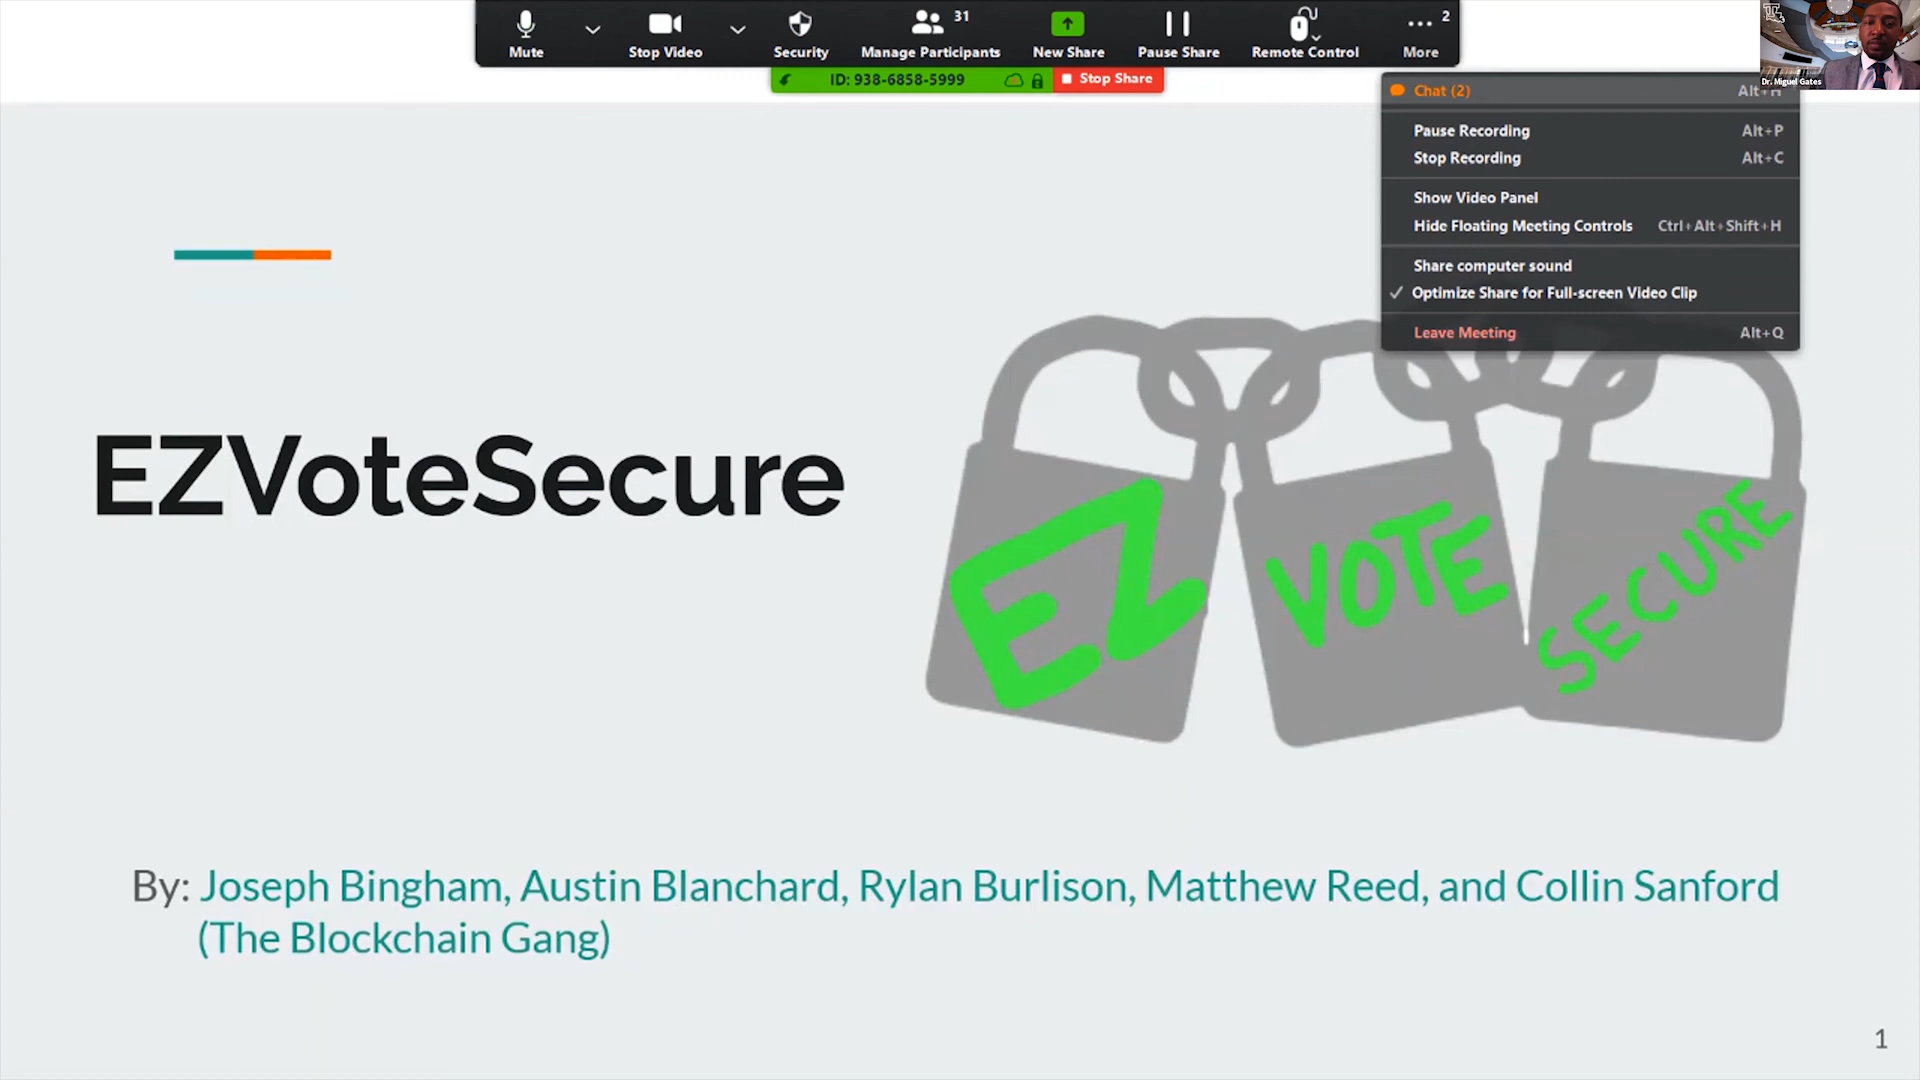 31
2
Mute
Stop Video
Security
Manage Participants
New Share
Pause Share
Remote Control
More
ID: 938-6858-5999
Stop Share
Dr. Miguel Gates
Chat (2) Alt+H
Pause Recording Alt+P
Stop Recording Alt+C
Show Video Panel
Hide Floating Meeting Controls Ctrl+Alt+Shift+H
Share computer sound
Optimize Share for Full-screen Video Clip
Leave Meeting Alt+Q
EZVoteSecure
EZ
VOTE
SECURE
By: Joseph Bingham, Austin Blanchard, Rylan Burlison, Matthew Reed, and Collin Sanford
(The Blockchain Gang)
1